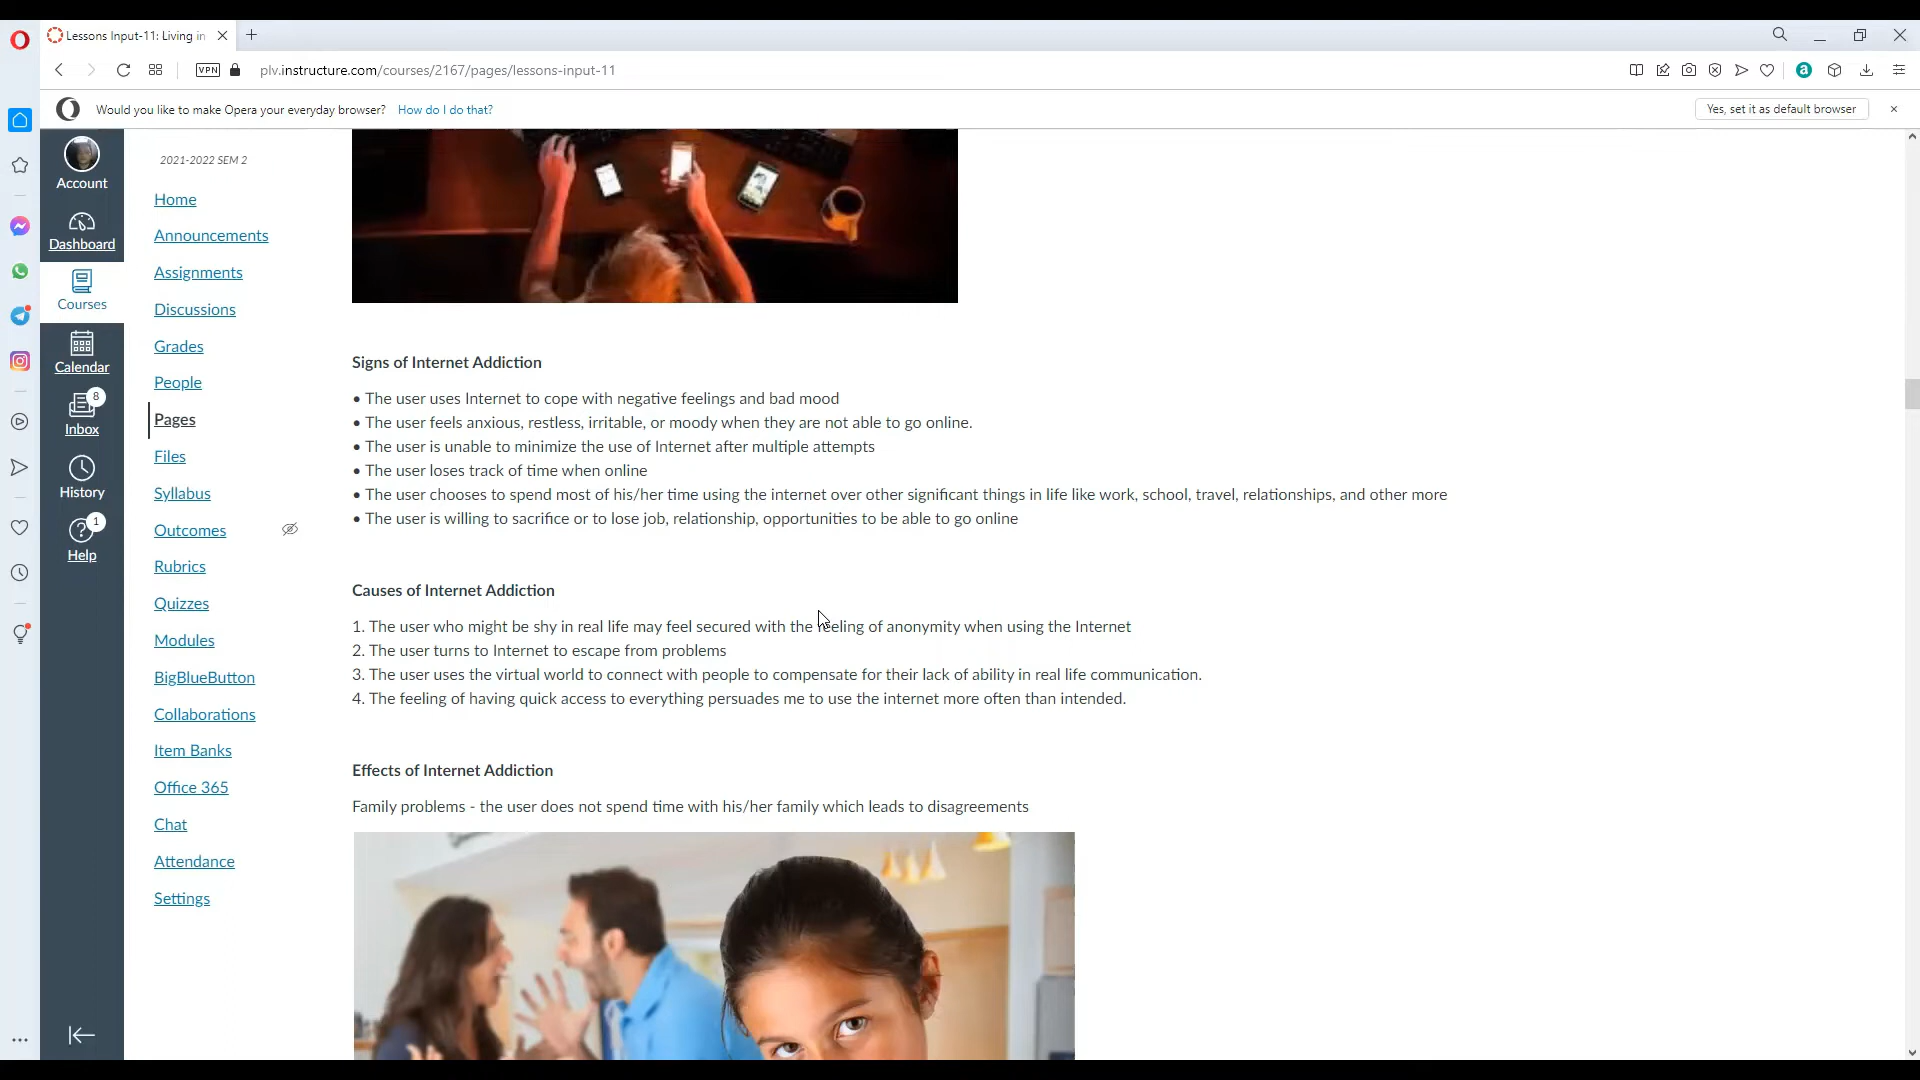 Lessons Input-11: Living in
VPN
plv.instructure.com/courses/2167/pages/lessons-input-11
a
Would you like to make Opera your everyday browser? How do I do that?
Yes, set it as default browser
Account
Dashboard
Courses
Calendar
8
Inbox
History
1
Help
2021-2022 SEM 2
Home
Announcements
Assignments
Discussions
Grades
People
Pages
Files
Syllabus
Outcomes
Rubrics
Quizzes
Modules
BigBlueButton
Collaborations
Item Banks
Office 365
Chat
Attendance
Settings
Signs of Internet Addiction
• The user uses Internet to cope with negative feelings and bad mood
• The user feels anxious, restless, irritable, or moody when they are not able to go online.
• The user is unable to minimize the use of Internet after multiple attempts
• The user loses track of time when online
• The user chooses to spend most of his/her time using the internet over other significant things in life like work, school, travel, relationships, and other more
• The user is willing to sacrifice or to lose job, relationship, opportunities to be able to go online
Causes of Internet Addiction
1. The user who might be shy in real life may feel secured with the feeling of anonymity when using the Internet
2. The user turns to Internet to escape from problems
3. The user uses the virtual world to connect with people to compensate for their lack of ability in real life communication.
4. The feeling of having quick access to everything persuades me to use the internet more often than intended.
Effects of Internet Addiction
Family problems - the user does not spend time with his/her family which leads to disagreements